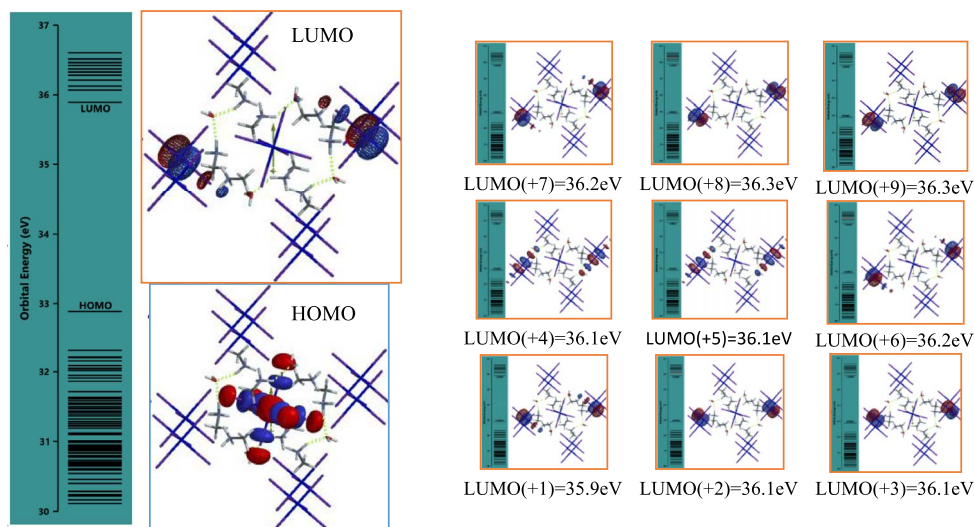 37
36
35
34
33
32
31
30
Orbital Energy (eV)
LUMO
HOMO
LUMO
HOMO
LUMO(+7)=36.2eV
LUMO(+8)=36.3eV
LUMO(+9)=36.3eV
LUMO(+4)=36.1eV
LUMO(+5)=36.1eV
LUMO(+6)=36.2eV
LUMO(+1)=35.9eV
LUMO(+2)=36.1eV
LUMO(+3)=36.1eV